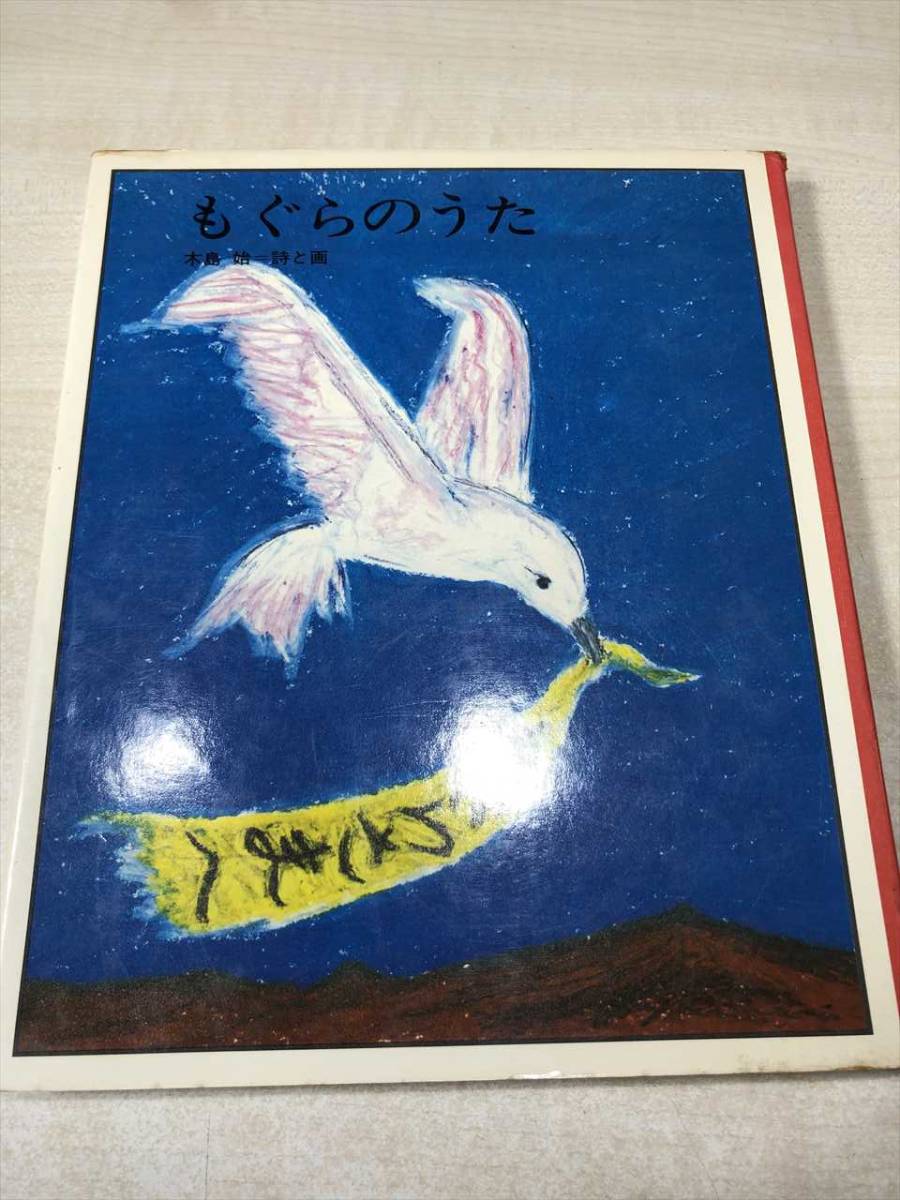 もぐらのうた
木島 始=詩と画